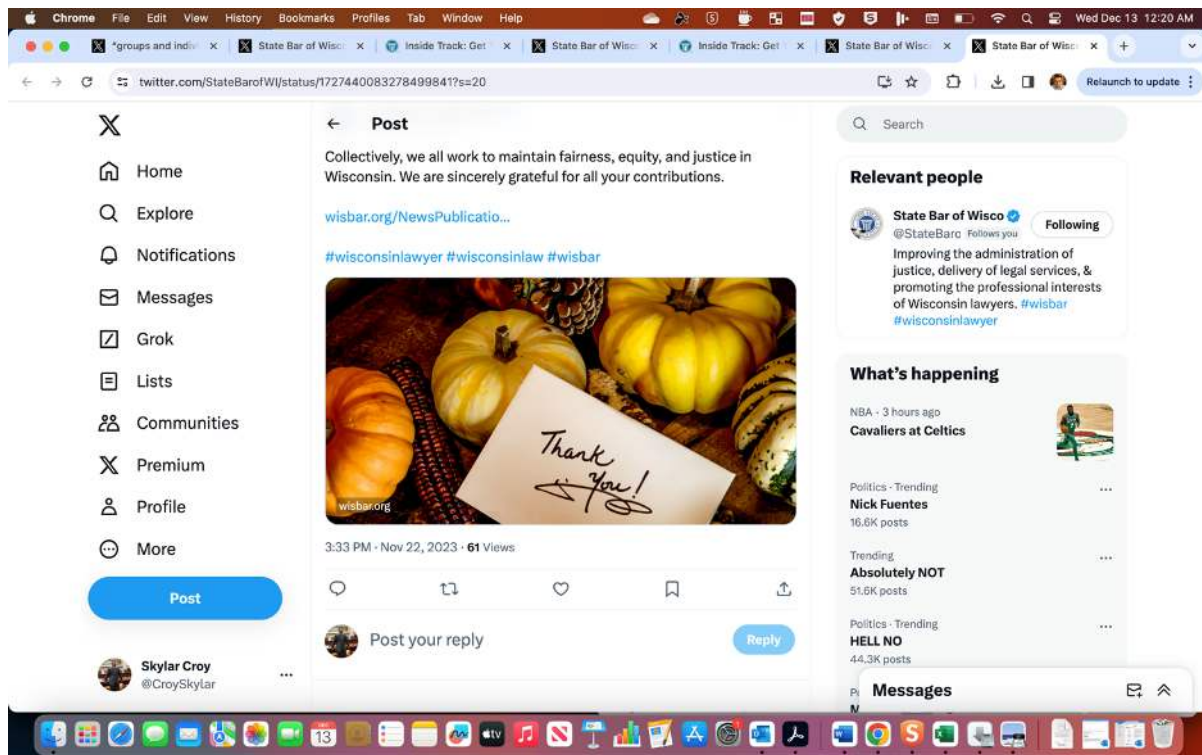 Chrome File Edit View History Bookmarks Profiles Tab Window Help Wed Dec 13 12:20 AM
*groups and indivi State Bar of Wisc Inside Track: Get State Bar of Wisc Inside Track: Get State Bar of Wisc State Bar of Wisc
twitter.com/StateBarofWI/status/1727440083278499841?s=20 Relaunch to update
Home
Explore
Notifications
Messages
Grok
Lists
Communities
Premium
Profile
More
Post
Skylar Croy
@CroySkylar
Post
Collectively, we all work to maintain fairness, equity, and justice in
Wisconsin. We are sincerely grateful for all your contributions.
wisbar.org/NewsPublicatio...
#wisconsinlawyer #wisconsinlaw #wisbar
Thank
You!
wisbar.org
3:33 PM · Nov 22, 2023 · 61 Views
Post your reply
Reply
Search
Relevant people
State Bar of Wisco
Following
@StateBarc Follows you
Improving the administration of
justice, delivery of legal services, &
promoting the professional interests
of Wisconsin lawyers. #wisbar
#wisconsinlawyer
What's happening
NBA · 3 hours ago
Cavaliers at Celtics
Politics · Trending
Nick Fuentes
16.6K posts
Trending
Absolutely NOT
51.6K posts
Politics · Trending
HELL NO
44.3K posts
Messages
13
tv